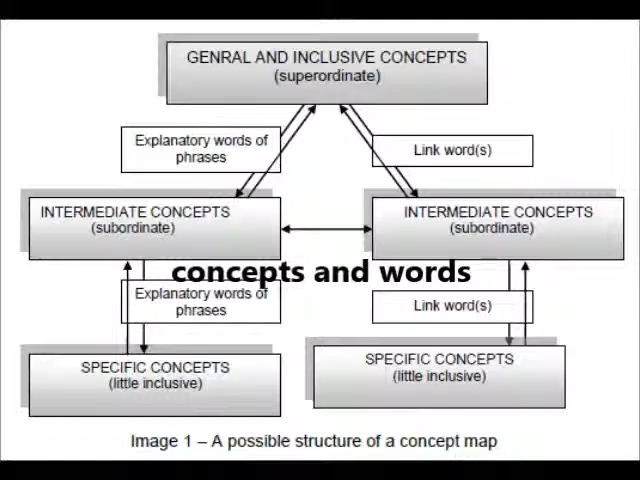 GENRAL AND INCLUSIVE CONCEPTS
(superordinate)
Explanatory words of
phrases
Link word(s)
INTERMEDIATE CONCEPTS
(subordinate)
INTERMEDIATE CONCEPTS
(subordinate)
concepts and words
Explanatory words of
phrases
Link word(s)
SPECIFIC CONCEPTS
(little inclusive)
SPECIFIC CONCEPTS
(little inclusive)
Image 1 – A possible structure of a concept map